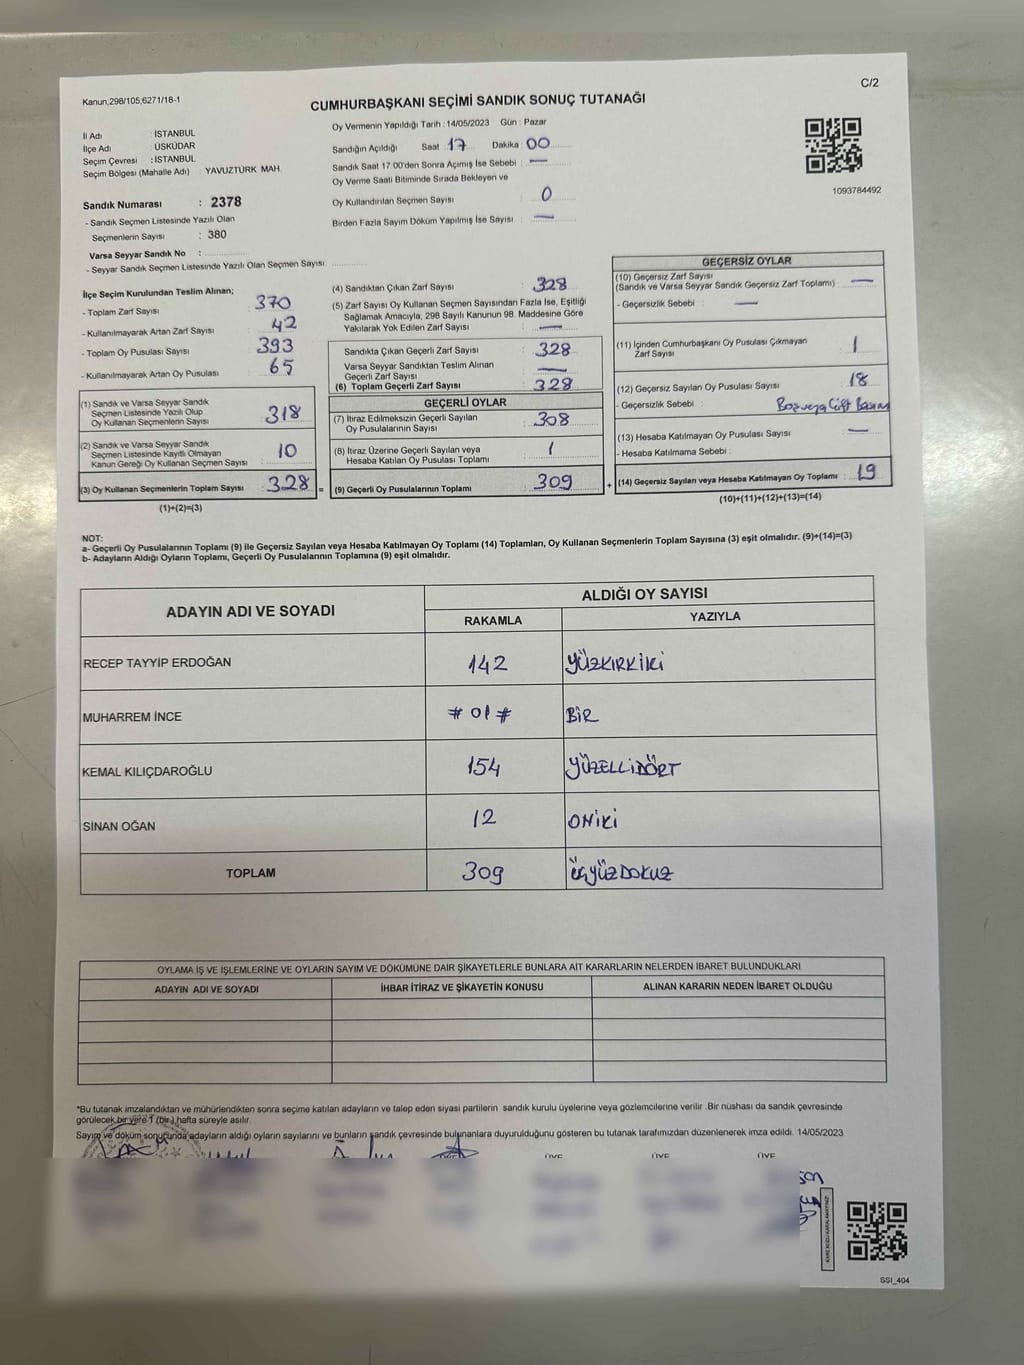 C/2
Kanun,298/105;6271/18-1
CUMHURBAŞKANI SEÇİMİ SANDIK SONUÇ TUTANAĞI
İl Adı : İSTANBUL
İlçe Adı : ÜSKÜDAR
Seçim Çevresi : İSTANBUL
Seçim Bölgesi (Mahalle Adı) : YAVUZTÜRK MAH.
Sandık Numarası : 2378
- Sandık Seçmen Listesinde Yazılı Olan
Seçmenlerin Sayısı : 380
Varsa Seyyar Sandık No :
- Seyyar Sandık Seçmen Listesinde Yazılı Olan Seçmen Sayısı:
Oy Vermenin Yapıldığı Tarih : 14/05/2023 Gün : Pazar
Sandığın Açıldığı Saat 17 Dakika 00
Sandık Saat 17.00'den Sonra Açımış İse Sebebi : —
Oy Verme Saati Bitiminde Sırada Bekleyen ve
Oy Kullandırılan Seçmen Sayısı : 0
Birden Fazla Sayım Döküm Yapılmış İse Sayısı : —
1093784492
İlçe Seçim Kurulundan Teslim Alınan;
- Toplam Zarf Sayısı 370
- Kullanılmayarak Artan Zarf Sayısı 42
- Toplam Oy Pusulası Sayısı 393
- Kullanılmayarak Artan Oy Pusulası 65
(1) Sandık ve Varsa Seyyar Sandık
Seçmen Listesinde Yazılı Olup
Oy Kullanan Seçmenlerin Sayısı 318
(2) Sandık ve Varsa Seyyar Sandık
Seçmen Listesinde Kayıtlı Olmayan
Kanun Gereği Oy Kullanan Seçmen Sayısı 10
(3) Oy Kullanan Seçmenlerin Toplam Sayısı 328 =
(1)+(2)=(3)
(4) Sandıktan Çıkan Zarf Sayısı : 328
(5) Zarf Sayısı Oy Kullanan Seçmen Sayısından Fazla İse, Eşitliği
Sağlamak Amacıyla, 298 Sayılı Kanunun 98. Maddesine Göre
Yakılarak Yok Edilen Zarf Sayısı : —
Sandıkta Çıkan Geçerli Zarf Sayısı : 328
Varsa Seyyar Sandıktan Teslim Alınan
Geçerli Zarf Sayısı : —
(6) Toplam Geçerli Zarf Sayısı : 328
GEÇERLİ OYLAR
(7) İtiraz Edilmeksizin Geçerli Sayılan
Oy Pusulalarının Sayısı : 308
(8) İtiraz Üzerine Geçerli Sayılan veya
Hesaba Katılan Oy Pusulası Toplamı : 1
(9) Geçerli Oy Pusulalarının Toplamı : 309 +
GEÇERSİZ OYLAR
(10) Geçersiz Zarf Sayısı
(Sandık ve Varsa Seyyar Sandık Geçersiz Zarf Toplamı) : —
- Geçersizlik Sebebi : —
(11) İçinden Cumhurbaşkanı Oy Pusulası Çıkmayan
Zarf Sayısı : 1
(12) Geçersiz Sayılan Oy Pusulası Sayısı : 18
- Geçersizlik Sebebi : Boş veya Çift Basım
(13) Hesaba Katılmayan Oy Pusulası Sayısı : —
- Hesaba Katılmama Sebebi :
(14) Geçersiz Sayılan veya Hesaba Katılmayan Oy Toplamı : 19
(10)+(11)+(12)+(13)=(14)
NOT:
a- Geçerli Oy Pusulalarının Toplamı (9) ile Geçersiz Sayılan veya Hesaba Katılmayan Oy Toplamı (14) Toplamları, Oy Kullanan Seçmenlerin Toplam Sayısına (3) eşit olmalıdır. (9)+(14)=(3)
b- Adayların Aldığı Oyların Toplamı, Geçerli Oy Pusulalarının Toplamına (9) eşit olmalıdır.
ADAYIN ADI VE SOYADI ALDIĞI OY SAYISI
RAKAMLA YAZIYLA
RECEP TAYYİP ERDOĞAN 142 YÜZKIRKİKİ
MUHARREM İNCE # 01 # BİR
KEMAL KILIÇDAROĞLU 154 YÜZELLİDÖRT
SİNAN OĞAN 12 ONİKİ
TOPLAM 309 ÜÇYÜZDOKUZ
OYLAMA İŞ VE İŞLEMLERİNE VE OYLARIN SAYIM VE DÖKÜMÜNE DAİR ŞİKAYETLERLE BUNLARA AİT KARARLARIN NELERDEN İBARET BULUNDUKLARI
ADAYIN ADI VE SOYADI İHBAR İTİRAZ VE ŞİKAYETİN KONUSU ALINAN KARARIN NEDEN İBARET OLDUĞU
*Bu tutanak imzalandıktan ve mühürlendikten sonra seçime katılan adayların ve talep eden siyasi partilerin sandık kurulu üyelerine veya gözlemcilerine verilir .Bir nüshası da sandık çevresinde
görülecek bir yere 1 (bir ) hafta süreyle asılır.
Sayım ve döküm sonucunda adayların aldığı oyların sayılarını ve bunların sandık çevresinde bulunanlara duyurulduğunu gösteren bu tutanak tarafımızdan düzenlenerek imza edildi. 14/05/2023
ÜYE ÜYE ÜYE
SSI_404